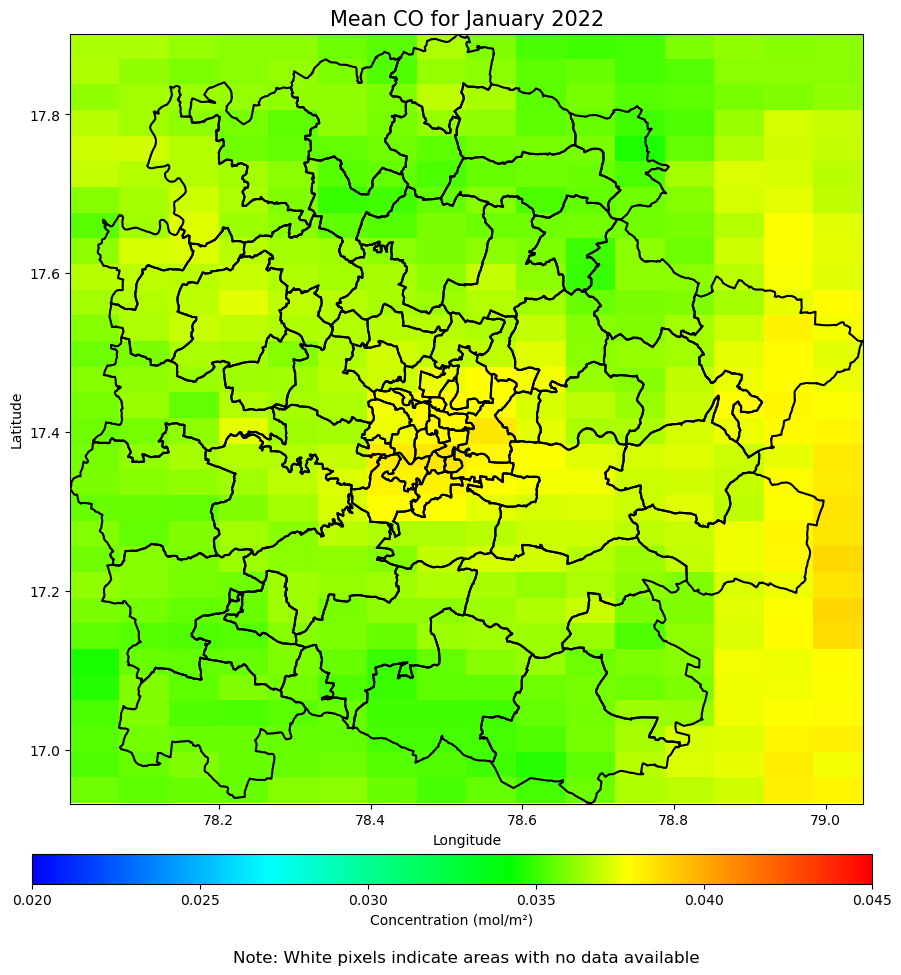 Mean CO for January 2022
17.8
17.6
17.4
17.2
17.0
Latitude
78.2 78.4 78.6 78.8 79.0
Longitude
0.020 0.025 0.030 0.035 0.040 0.045
Concentration (mol/m²)
Note: White pixels indicate areas with no data available